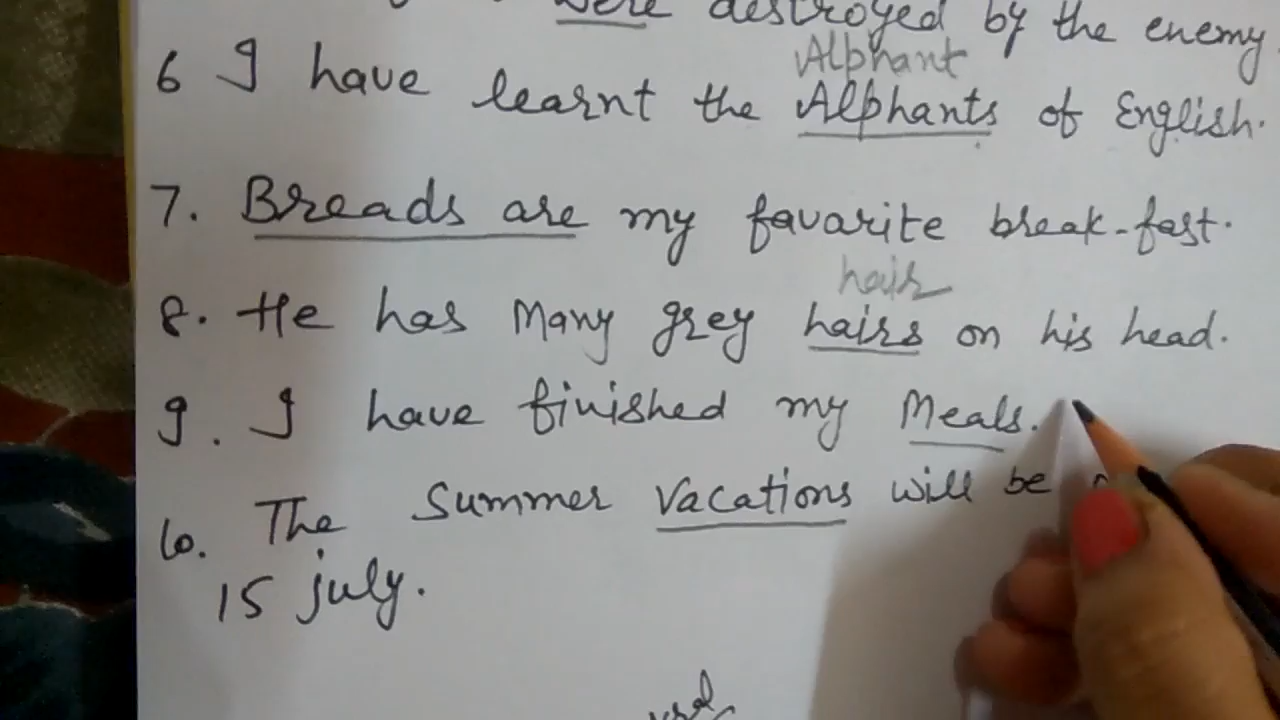 were destroyed by the enemy.
Alphant
6 I have learnt the Alphants of English.
7. Breads are my favarite break-fast.
hair
8. He has Many grey hairs on his head.
9. I have finished my Meals.
10. The Summer Vacations will be
15 july.